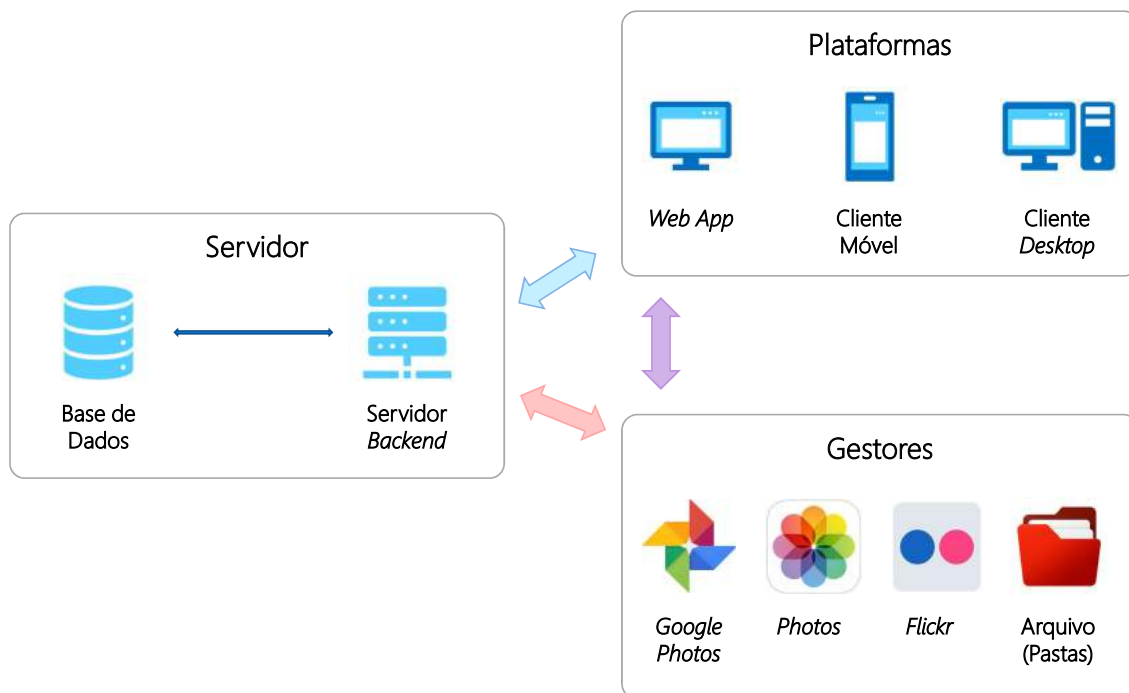 Plataformas
Web App
Cliente
Móvel
Cliente
Desktop
Servidor
Base de
Dados
Servidor
Backend
Gestores
Google
Photos
Photos
Flickr
Arquivo
(Pastas)